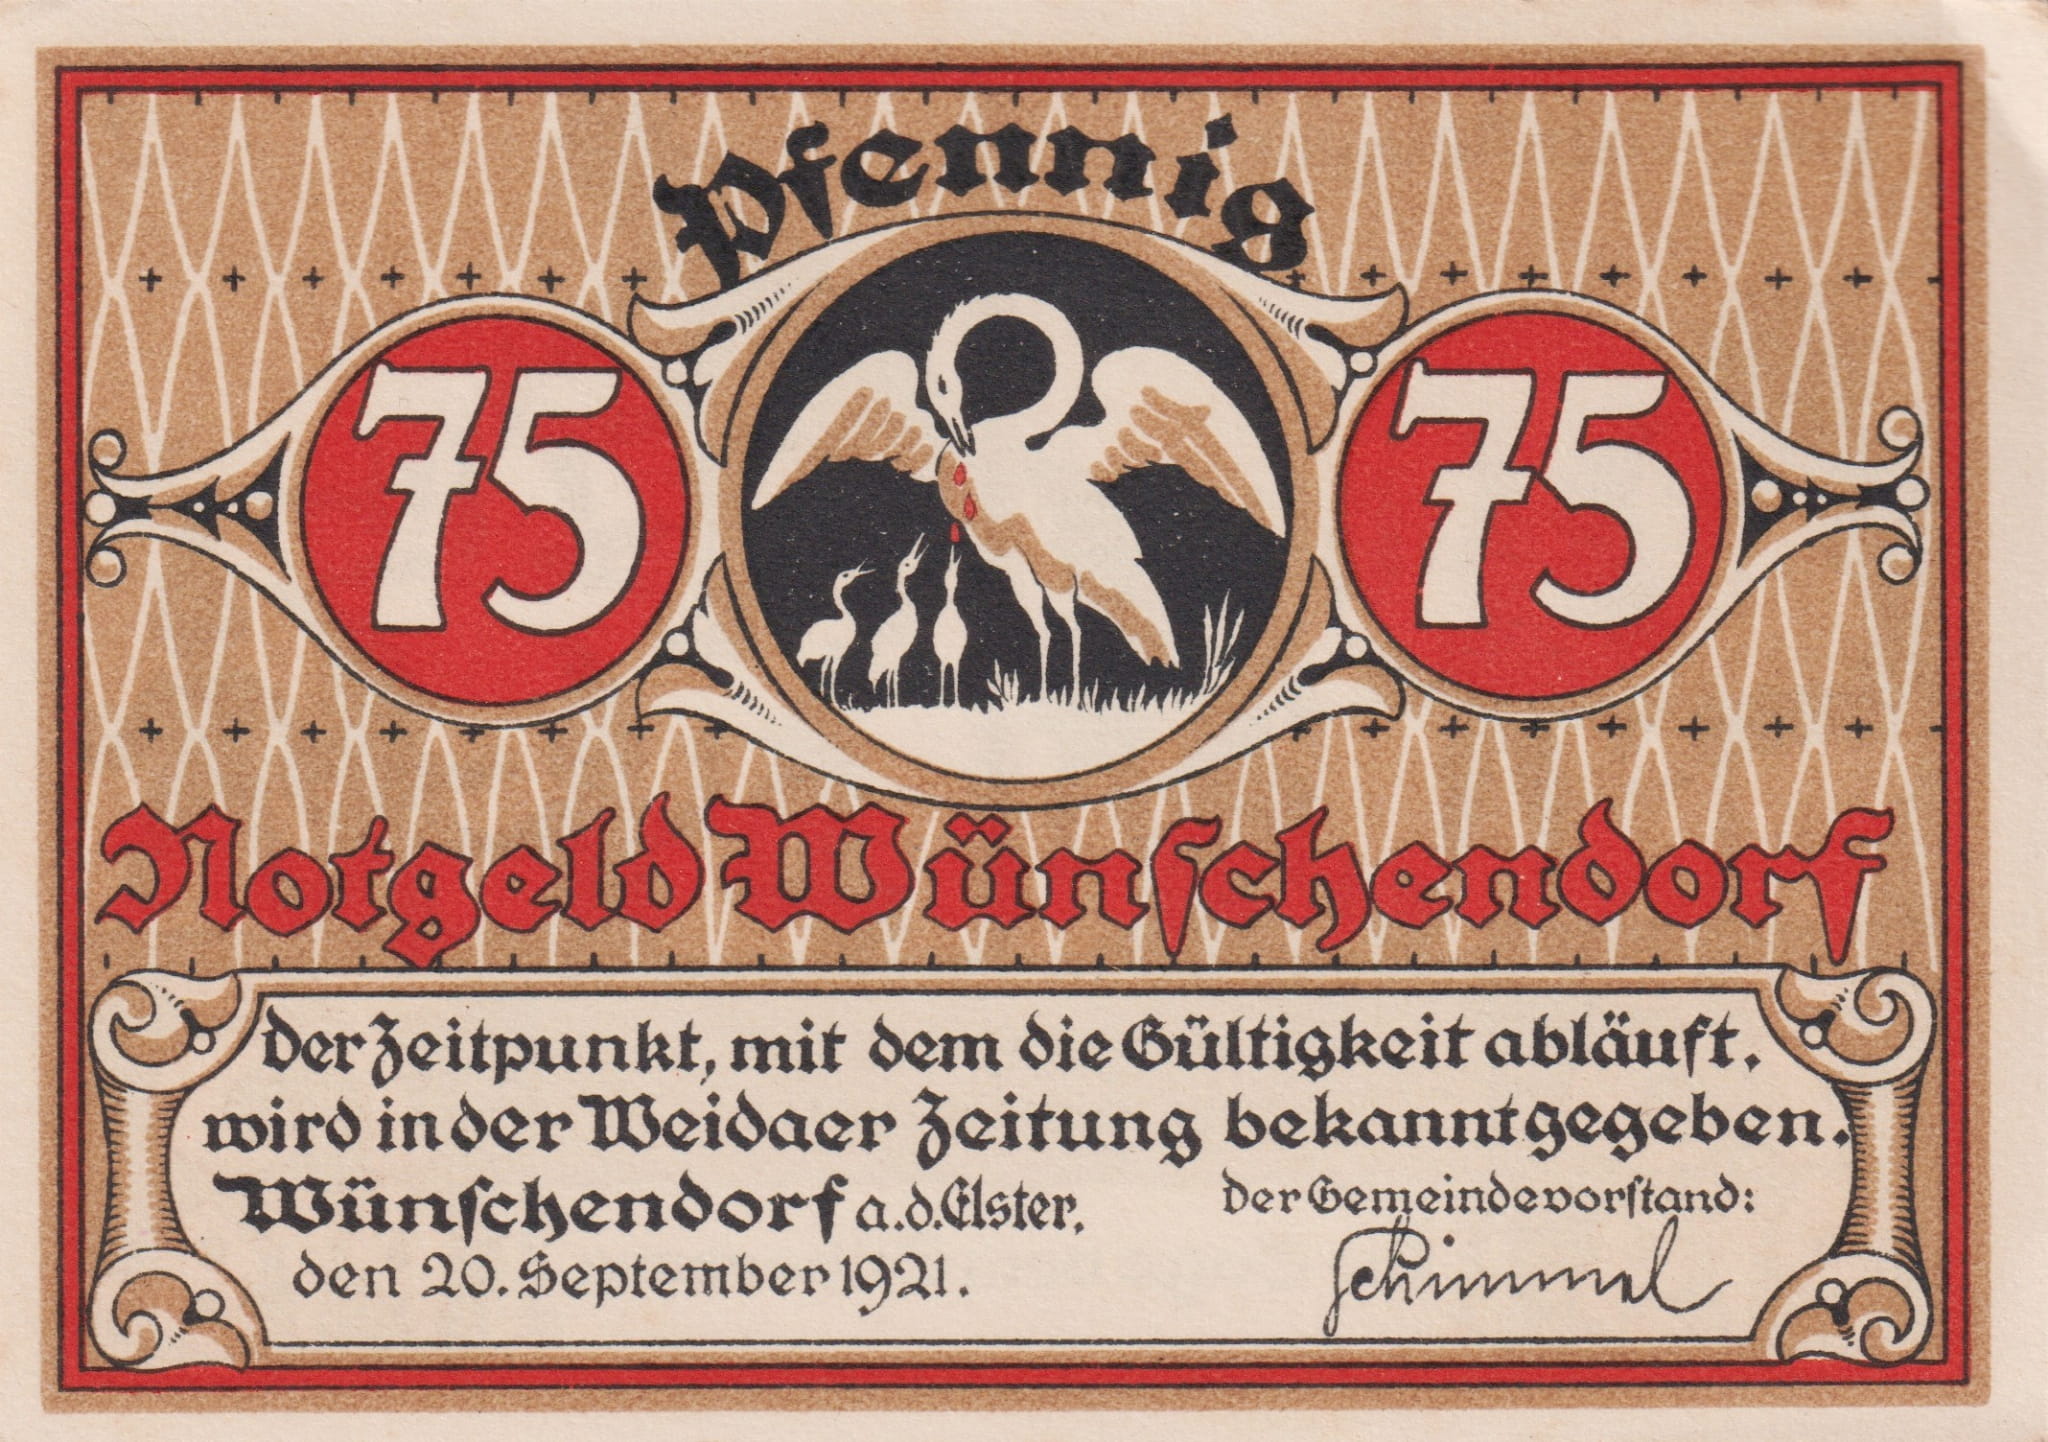 Pfennig
75 75
Notgeld Wünschendorf
Der Zeitpunkt, mit dem die Gültigkeit abläuft.
wird in der Weidaer Zeitung bekanntgegeben.
Wünschendorf a.d. Elster. Der Gemeindevorstand:
den 20. September 1921. Schimmel